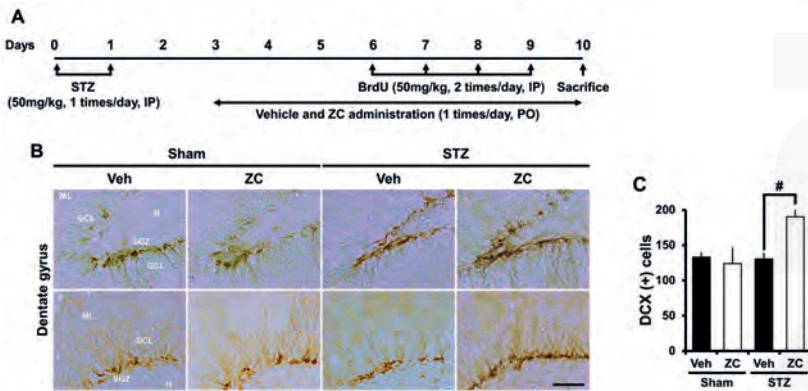 A
Days 0 1 2 3 4 5 6 7 8 9 10
STZ
(50mg/kg, 1 times/day, IP)
BrdU (50mg/kg, 2 times/day, IP)
Sacrifice
Vehicle and ZC administration (1 times/day, PO)
B
Sham STZ
Veh ZC Veh ZC
Dentate gyrus
ML
GCL
H
SGZ
GCL
ML
GCL
SGZ
H
C
#
DCX (+) cells
200
150
100
50
0
Veh ZC Veh ZC
Sham STZ